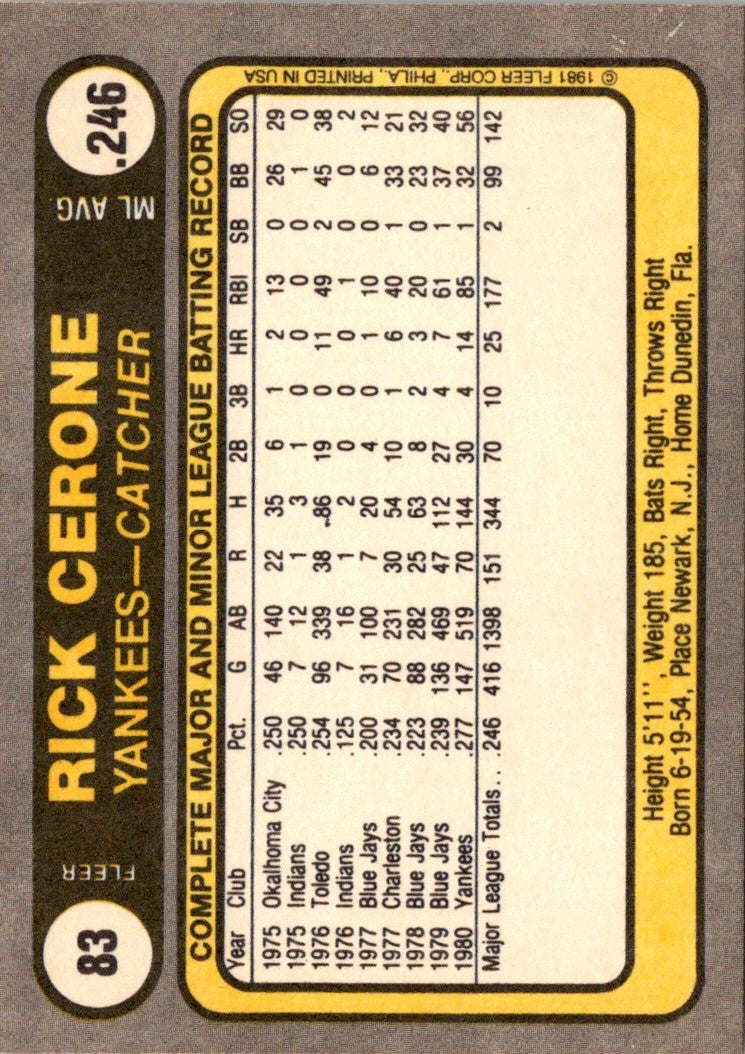 83
FLEER
RICK CERONE
YANKEES—CATCHER
ML AVG.
.246
COMPLETE MAJOR AND MINOR LEAGUE BATTING RECORD
Year Club Pct. G AB R H 2B 3B HR RBI SB BB SO
1975 Okalhoma City .250 46 140 22 35 6 1 2 13 0 26 29
1975 Indians .250 7 12 1 3 1 0 0 0 0 1 0
1976 Toledo .254 96 339 38 86 19 0 11 49 2 45 38
1976 Indians .125 7 16 1 2 0 0 0 1 0 0 2
1977 Blue Jays .200 31 100 7 20 4 0 1 10 0 6 12
1977 Charleston .234 70 231 30 54 10 1 6 40 1 33 21
1978 Blue Jays .223 88 282 25 63 8 2 3 20 0 23 32
1979 Blue Jays .239 136 469 47 112 27 4 7 61 1 37 40
1980 Yankees .277 147 519 70 144 30 4 14 85 1 32 56
Major League Totals . . .246 416 1398 151 344 70 10 25 177 2 99 142
Height 5'11'', Weight 185, Bats Right, Throws Right
Born 6-19-54, Place Newark, N.J., Home Dunedin, Fla.
© 1981 FLEER CORP., PHILA., PRINTED IN USA